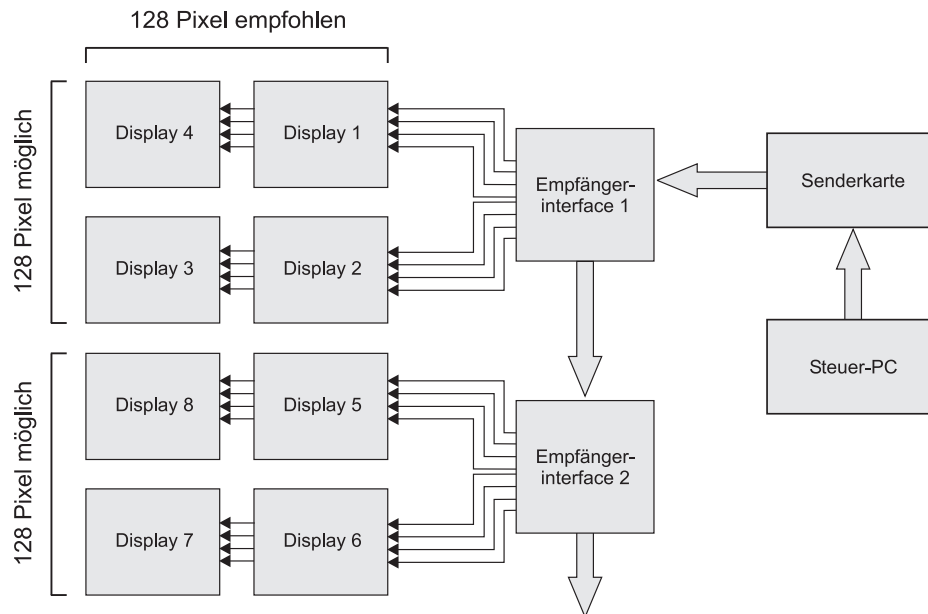 128 Pixel empfohlen
128 Pixel möglich
Display 4
Display 1
Display 3
Display 2
Empfänger-
interface 1
Senderkarte
Steuer-PC
128 Pixel möglich
Display 8
Display 5
Display 7
Display 6
Empfänger-
interface 2